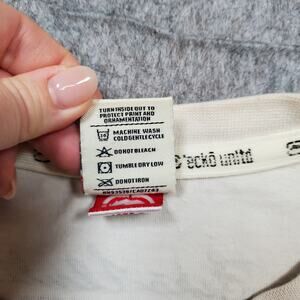 TURN INSIDE OUT TO
PROTECT PRINT AND
ORNAMENTATION
MACHINE WASH
COLD GENTLE CYCLE
DO NOT BLEACH
TUMBLE DRY LOW
DO NOT IRON
eckō unltd